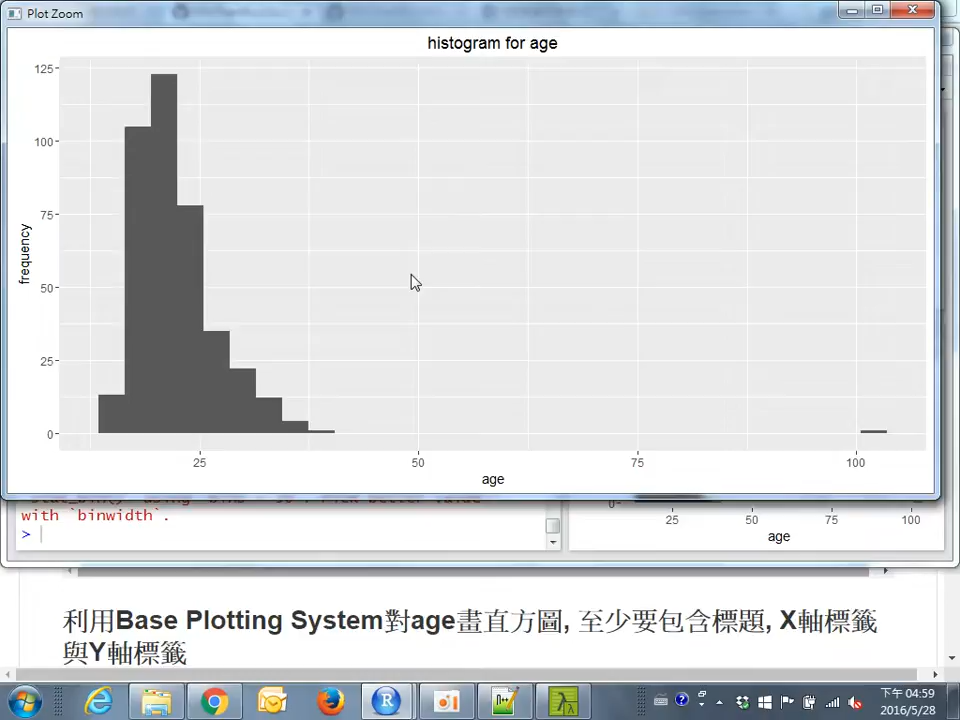 Plot Zoom
histogram for age
125
100
75
50
25
0
frequency
25 50 75 100
age
with `binwidth`.
>
0
25 50 75 100
age
利用Base Plotting System對age畫直方圖, 至少要包含標題, X軸標籤
與Y軸標籤
下午 04:59
2016/5/28